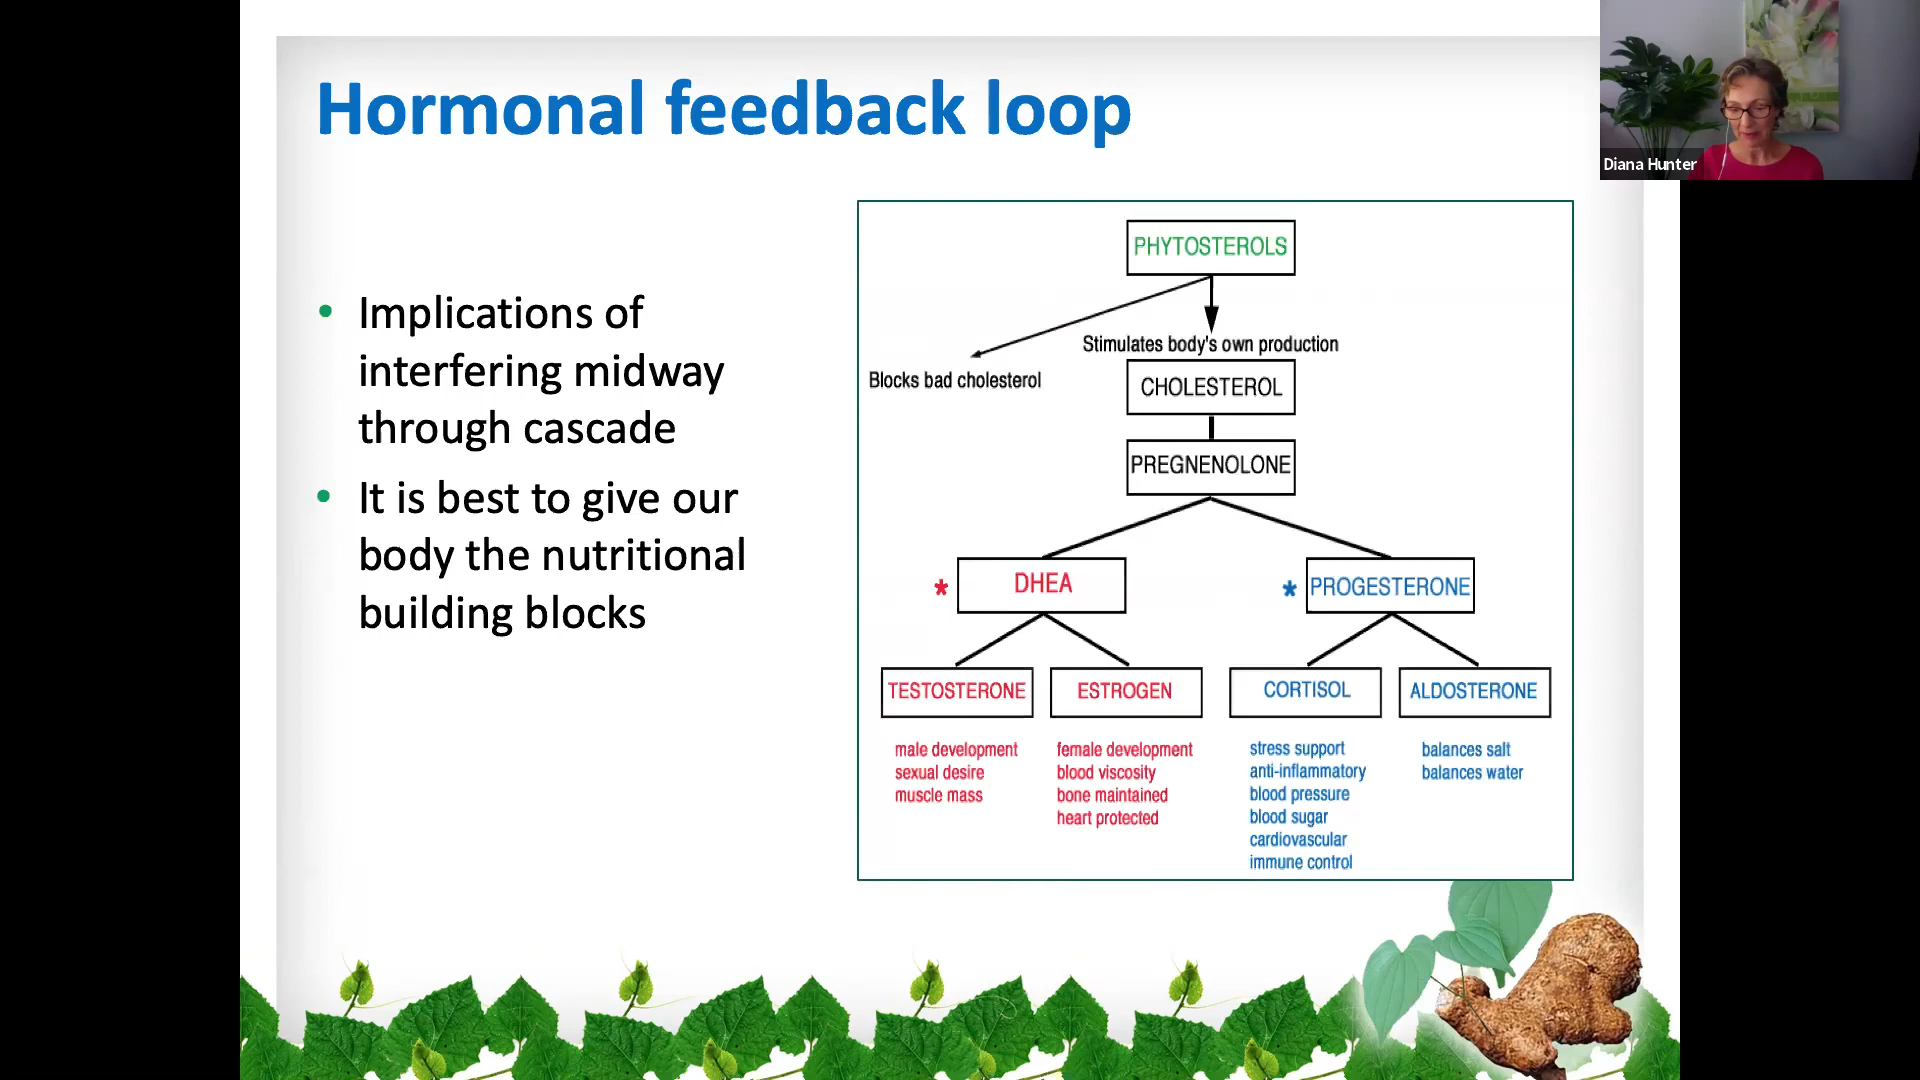 Hormonal feedback loop
Diana Hunter
• Implications of
interfering midway
through cascade
• It is best to give our
body the nutritional
building blocks
PHYTOSTEROLS
Stimulates body's own production
Blocks bad cholesterol
CHOLESTEROL
PREGNENOLONE
* DHEA
* PROGESTERONE
TESTOSTERONE
ESTROGEN
CORTISOL
ALDOSTERONE
male development
sexual desire
muscle mass
female development
blood viscosity
bone maintained
heart protected
stress support
anti-inflammatory
blood pressure
blood sugar
cardiovascular
immune control
balances salt
balances water